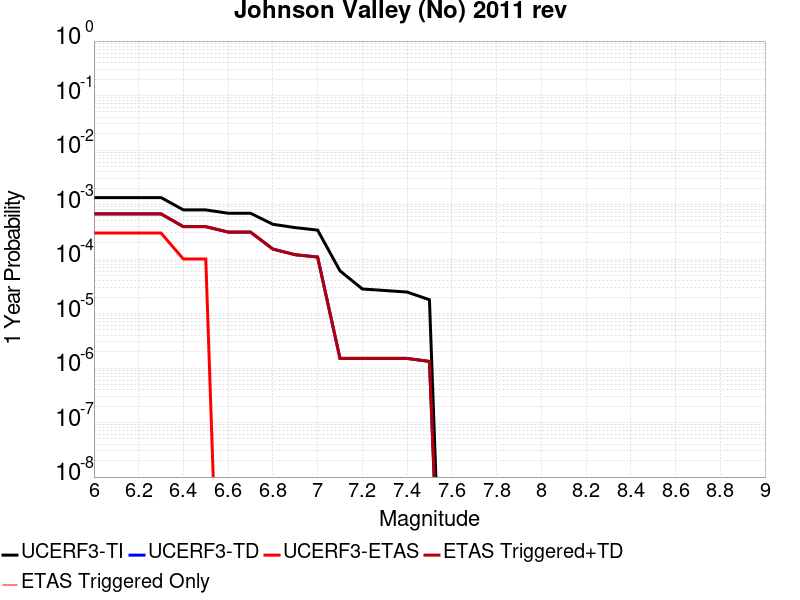 Johnson Valley (No) 2011 rev
10^0
10^-1
10^-2
10^-3
10^-4
10^-5
10^-6
10^-7
10^-8
1 Year Probability
6 6.2 6.4 6.6 6.8 7 7.2 7.4 7.6 7.8 8 8.2 8.4 8.6 8.8 9
Magnitude
UCERF3-TI UCERF3-TD UCERF3-ETAS ETAS Triggered+TD
ETAS Triggered Only